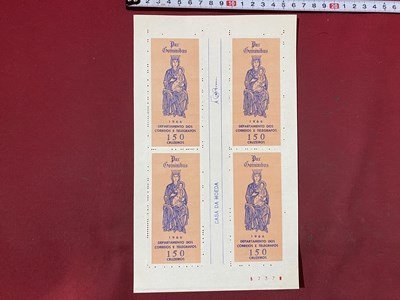 Pax
Hominibus
1966
DEPARTAMENTO DOS
CORREIOS E TELEGRAFOS
150
CRUZEIROS
Pax
Hominibus
1966
DEPARTAMENTO DOS
CORREIOS E TELEGRAFOS
150
CRUZEIROS
Pax
Hominibus
1966
DEPARTAMENTO DOS
CORREIOS E TELEGRAFOS
150
CRUZEIROS
Pax
Hominibus
1966
DEPARTAMENTO DOS
CORREIOS E TELEGRAFOS
150
CRUZEIROS
CASA DA MOEDA